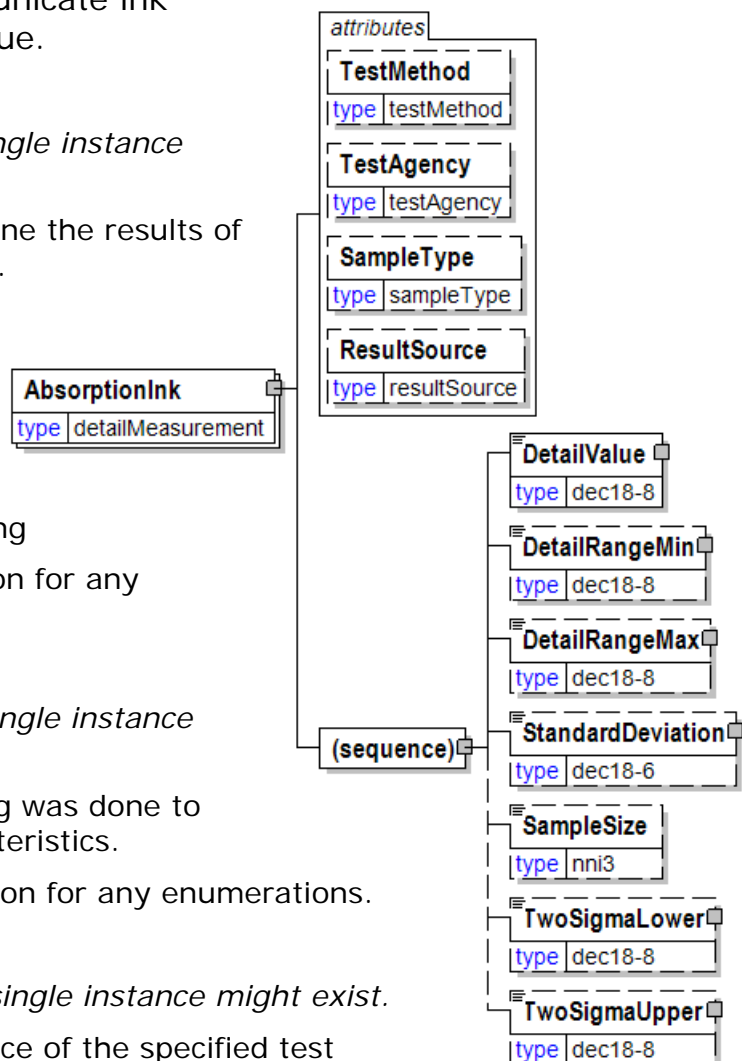 unicate ink
ue.
ngle instance
ne the results of
.
ng
on for any
ngle instance
g was done to
teristics.
on for any enumerations.
single instance might exist.
ce of the specified test
attributes
TestMethod
type testMethod
TestAgency
type testAgency
SampleType
type sampleType
ResultSource
type resultSource
AbsorptionInk
type detailMeasurement
(sequence)
DetailValue
type dec18-8
DetailRangeMin
type dec18-8
DetailRangeMax
type dec18-8
StandardDeviation
type dec18-6
SampleSize
type nni3
TwoSigmaLower
type dec18-8
TwoSigmaUpper
type dec18-8